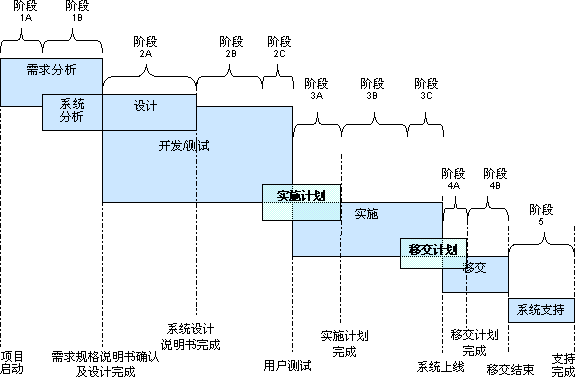 阶段
1A
阶段
1B
阶段
2A
阶段
2B
阶段
2C
阶段
3A
阶段
3B
阶段
3C
阶段
4A
阶段
4B
阶段
5
需求分析
系统
分析
设计
开发/测试
实施计划
实施
移交计划
移交
系统支持
项目
启动
需求规格说明书确认
及设计完成
系统设计
说明书完成
用户测试
实施计划
完成
系统上线
移交计划
完成
移交结束
支持
完成